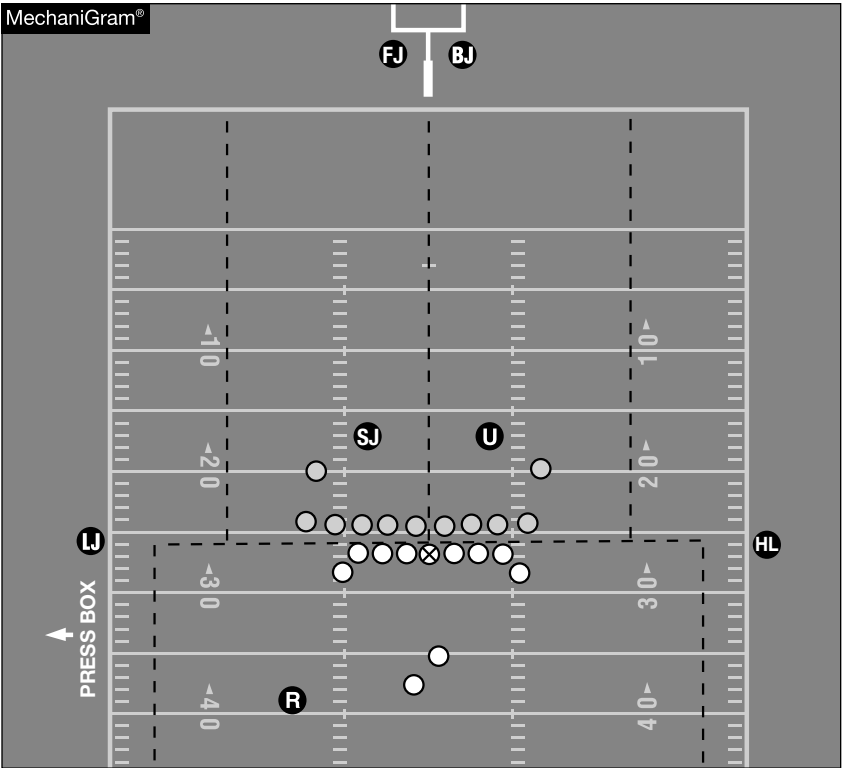 MechaniGram®
FJ
BJ
◄10
10►
SJ
U
◄20
20►
LJ
HL
◄30
30►
PRESS BOX
R
◄40
40►